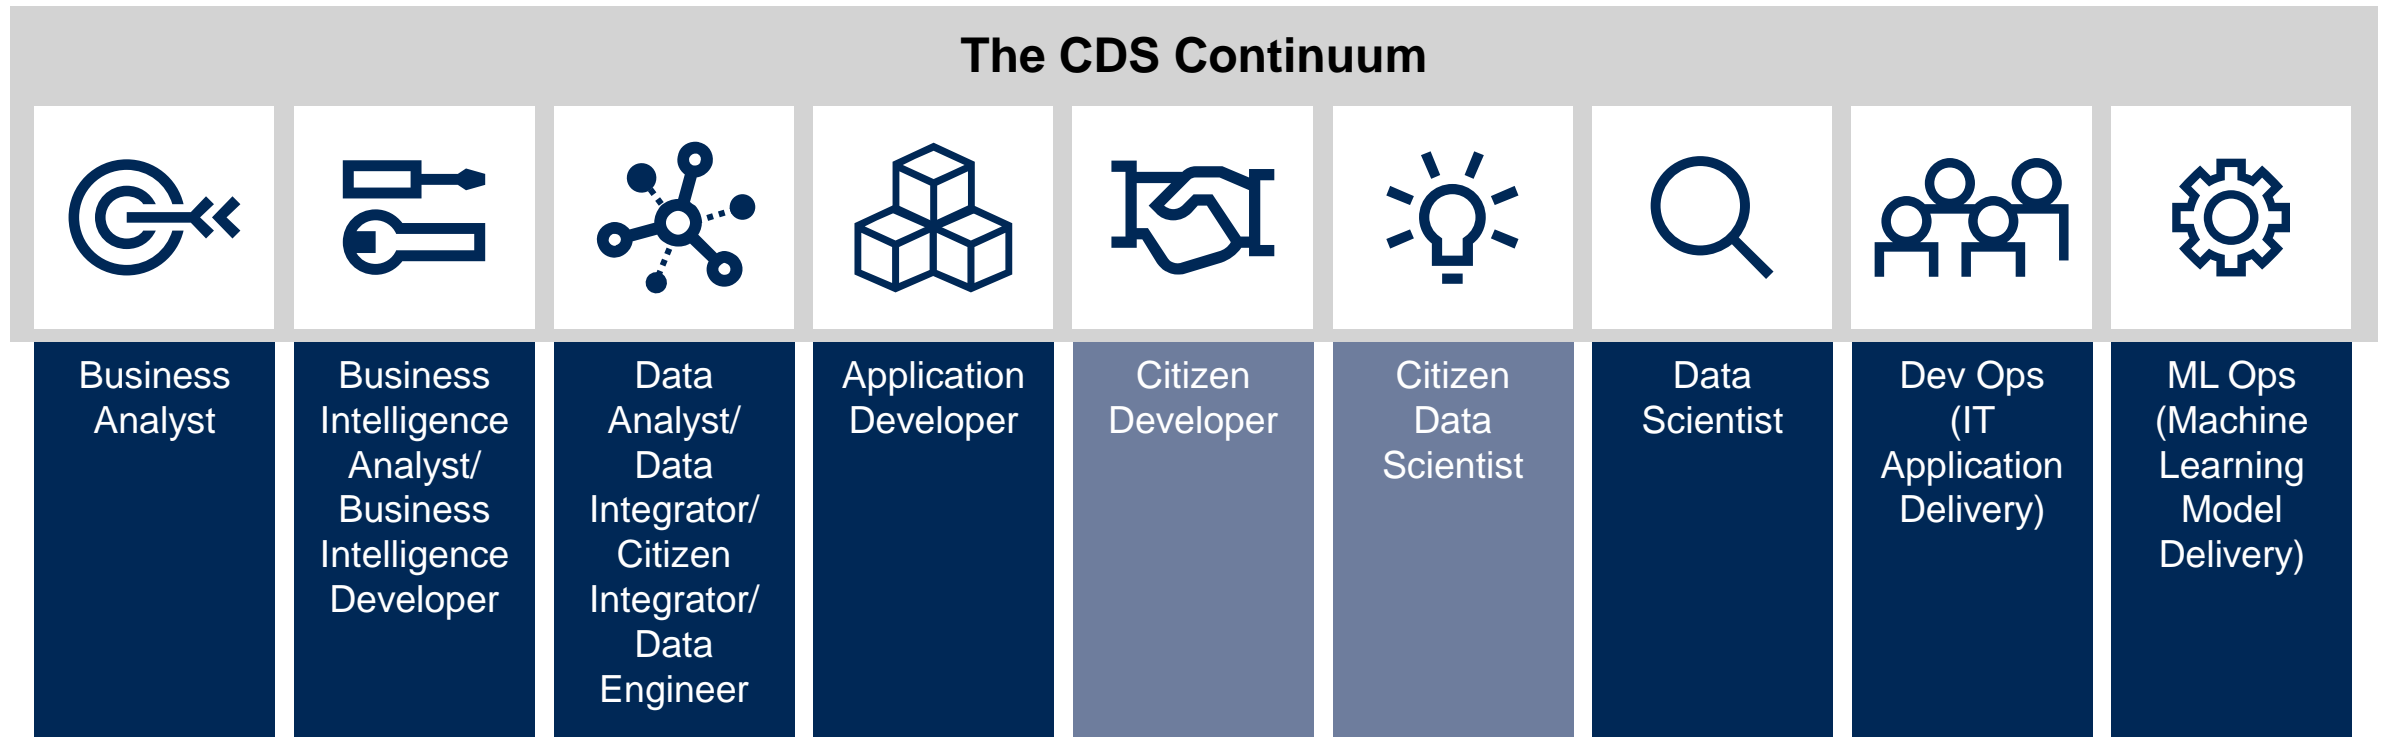 The CDS Continuum
Business
Analyst
Business
Intelligence
Analyst/
Business
Intelligence
Developer
Data
Analyst/
Data
Integrator/
Citizen
Integrator/
Data
Engineer
Application
Developer
Citizen
Developer
Citizen
Data
Scientist
Data
Scientist
Dev Ops
(IT
Application
Delivery)
ML Ops
(Machine
Learning
Model
Delivery)